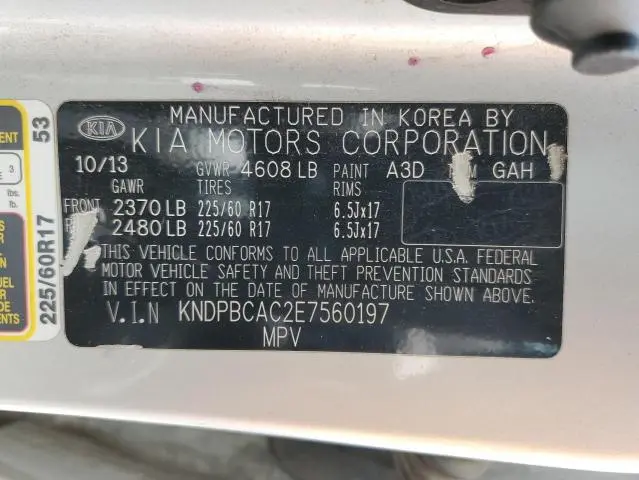 MANUFACTURED IN KOREA BY
KIA KIA MOTORS CORPORATION
10/13 GVWR 4608 LB PAINT A3D GAH
GAWR TIRES RIMS
FRONT 2370 LB 225/60 R17 6.5Jx17
2480 LB 225/60 R17 6.5Jx17
THIS VEHICLE CONFORMS TO ALL APPLICABLE U.S.A. FEDERAL
MOTOR VEHICLE SAFETY AND THEFT PREVENTION STANDARDS
IN EFFECT ON THE DATE OF MANUFACTURE SHOWN ABOVE.
V.I.N KNDPBCAC2E7560197
MPV
53
225/60R17
3
lbs.
lb.